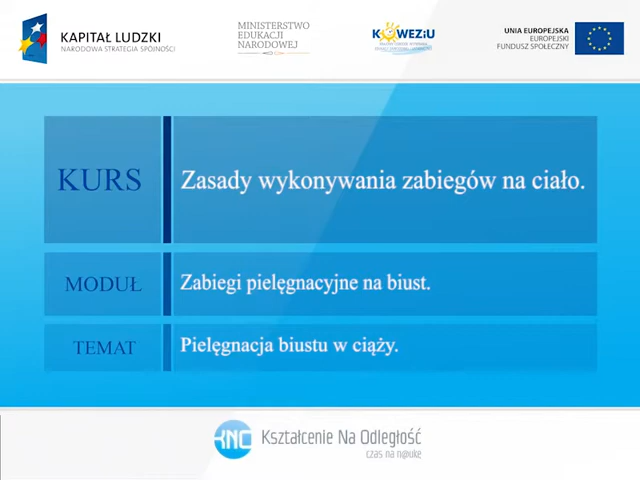 KAPITAŁ LUDZKI
NARODOWA STRATEGIA SPÓJNOŚCI
MINISTERSTWO
EDUKACJI
NARODOWEJ
KOWEZiU
UNIA EUROPEJSKA
EUROPEJSKI
FUNDUSZ SPOŁECZNY
KURS
Zasady wykonywania zabiegów na ciało.
MODUŁ
Zabiegi pielęgnacyjne na biust.
TEMAT
Pielęgnacja biustu w ciąży.
KNO
Kształcenie Na Odległość
czas na n@ukę